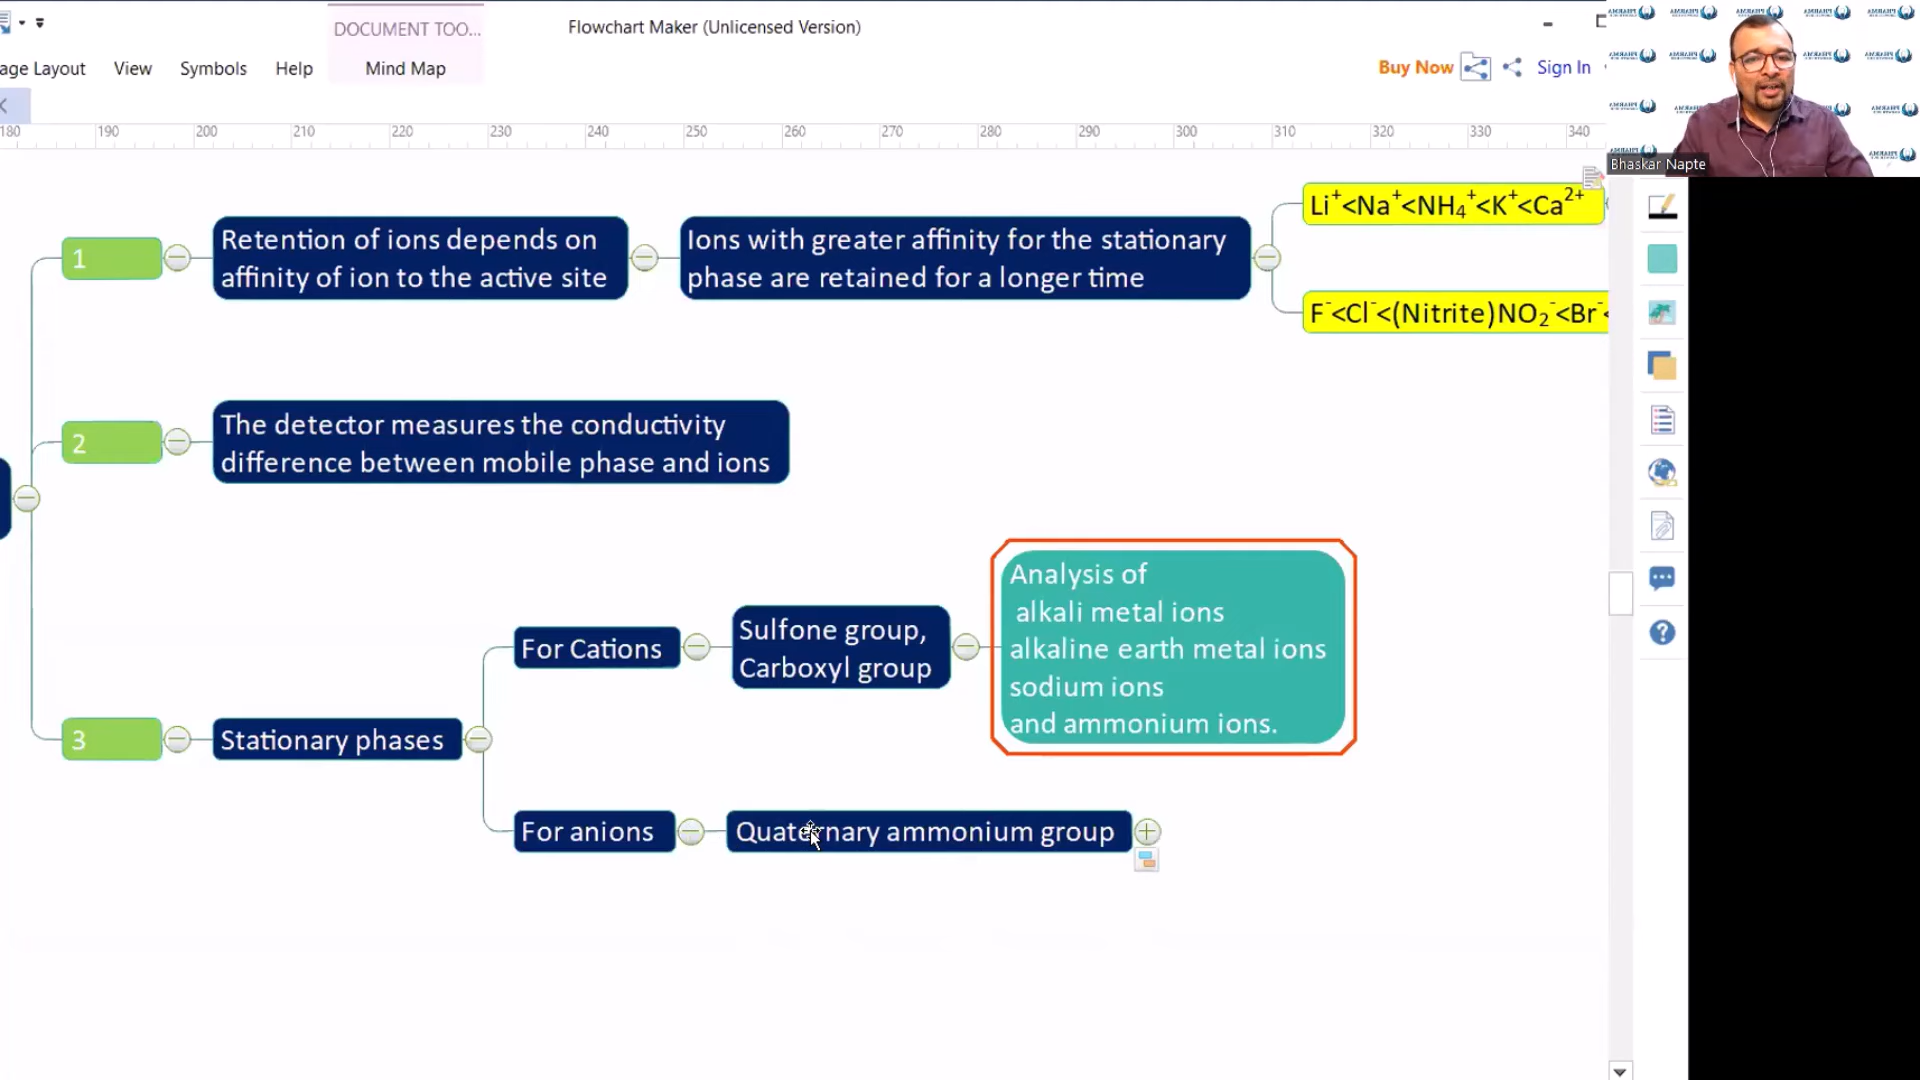 DOCUMENT TOO...
Flowchart Maker (Unlicensed Version)
age Layout
View
Symbols
Help
Mind Map
Buy Now
Sign In
180 190 200 210 220 230 240 250 260 270 280 290 300 310 320 330 340
Bhaskar Napte
1
Retention of ions depends on
affinity of ion to the active site
Ions with greater affinity for the stationary
phase are retained for a longer time
Li⁺<Na⁺<NH₄⁺<K⁺<Ca²⁺
F⁻<Cl⁻<(Nitrite)NO₂⁻<Br⁻<
2
The detector measures the conductivity
difference between mobile phase and ions
3
Stationary phases
For Cations
Sulfone group,
Carboxyl group
Analysis of
alkali metal ions
alkaline earth metal ions
sodium ions
and ammonium ions.
For anions
Quaternary ammonium group